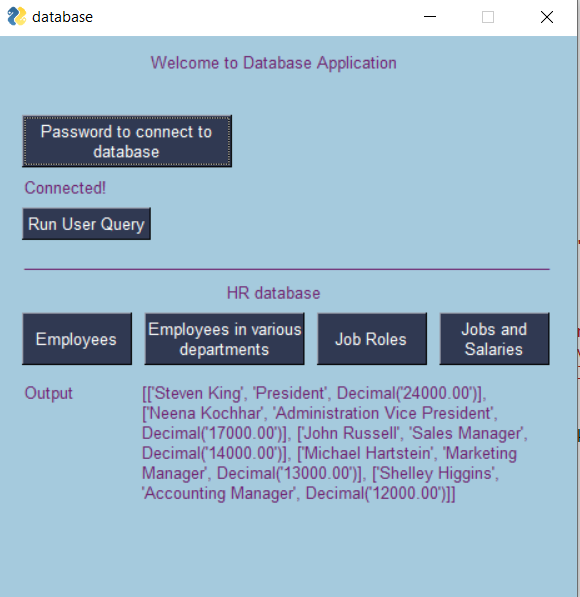 database
Welcome to Database Application
Password to connect to
database
Connected!
Run User Query
HR database
Employees
Employees in various
departments
Job Roles
Jobs and
Salaries
Output
[['Steven King', 'President', Decimal('24000.00')],
['Neena Kochhar', 'Administration Vice President',
Decimal('17000.00')], ['John Russell', 'Sales Manager',
Decimal('14000.00')], ['Michael Hartstein', 'Marketing
Manager', Decimal('13000.00')], ['Shelley Higgins',
'Accounting Manager', Decimal('12000.00')]]